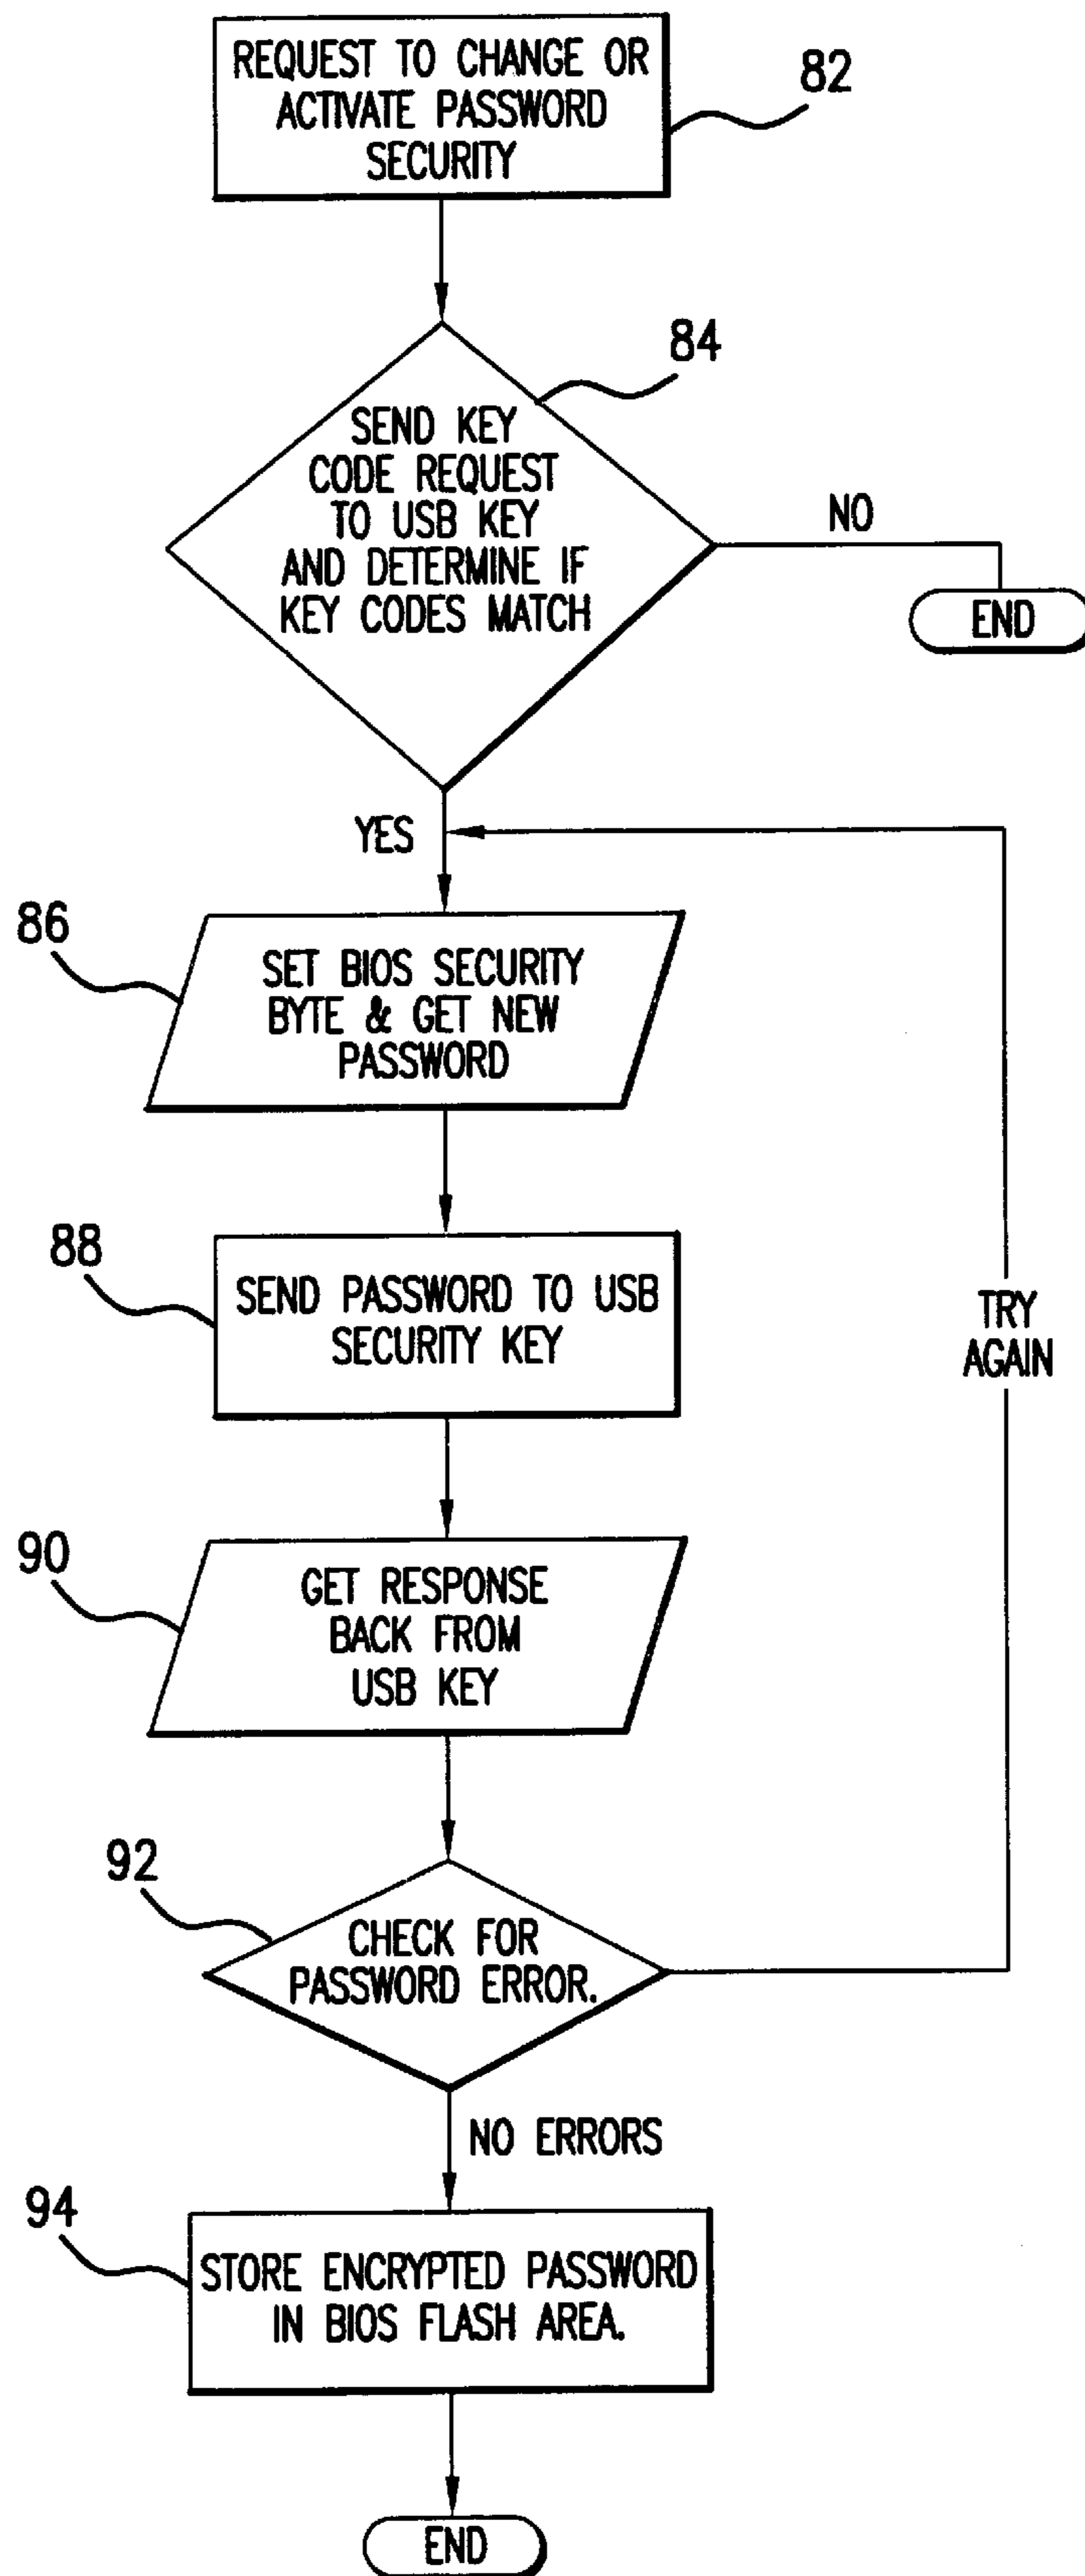 REQUEST TO CHANGE OR
ACTIVATE PASSWORD
SECURITY
82
84
SEND KEY
CODE REQUEST
TO USB KEY
AND DETERMINE IF
KEY CODES MATCH
NO
END
YES
86
SET BIOS SECURITY
BYTE & GET NEW
PASSWORD
88
SEND PASSWORD TO USB
SECURITY KEY
TRY
AGAIN
90
GET RESPONSE
BACK FROM
USB KEY
92
CHECK FOR
PASSWORD ERROR.
NO ERRORS
94
STORE ENCRYPTED PASSWORD
IN BIOS FLASH AREA.
END